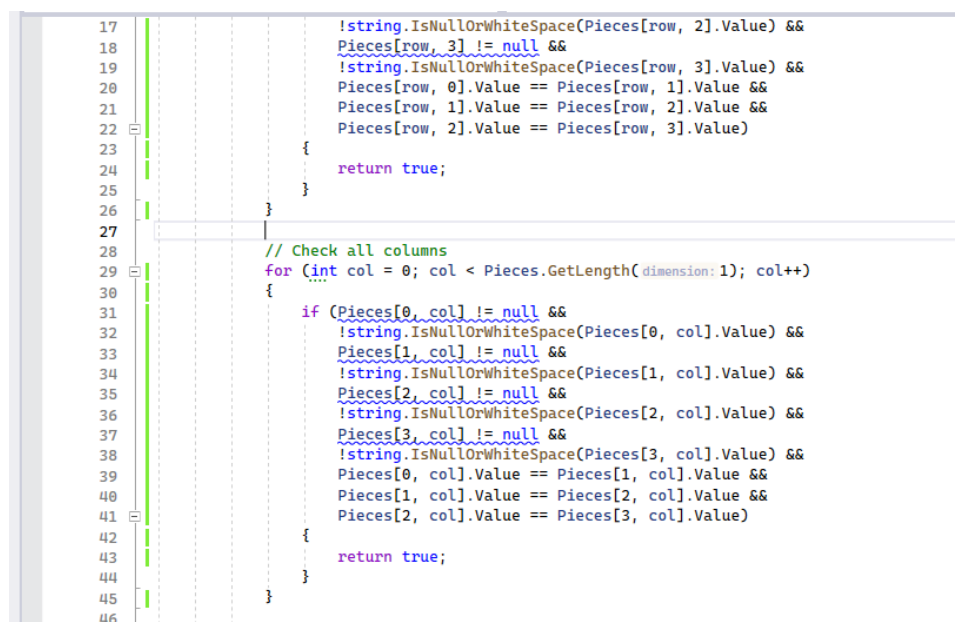 17 !string.IsNullOrWhiteSpace(Pieces[row, 2].Value) &&
18 Pieces[row, 3] != null &&
19 !string.IsNullOrWhiteSpace(Pieces[row, 3].Value) &&
20 Pieces[row, 0].Value == Pieces[row, 1].Value &&
21 Pieces[row, 1].Value == Pieces[row, 2].Value &&
22 Pieces[row, 2].Value == Pieces[row, 3].Value)
23 {
24 return true;
25 }
26 }
27
28 // Check all columns
29 for (int col = 0; col < Pieces.GetLength( dimension: 1); col++)
30 {
31 if (Pieces[0, col] != null &&
32 !string.IsNullOrWhiteSpace(Pieces[0, col].Value) &&
33 Pieces[1, col] != null &&
34 !string.IsNullOrWhiteSpace(Pieces[1, col].Value) &&
35 Pieces[2, col] != null &&
36 !string.IsNullOrWhiteSpace(Pieces[2, col].Value) &&
37 Pieces[3, col] != null &&
38 !string.IsNullOrWhiteSpace(Pieces[3, col].Value) &&
39 Pieces[0, col].Value == Pieces[1, col].Value &&
40 Pieces[1, col].Value == Pieces[2, col].Value &&
41 Pieces[2, col].Value == Pieces[3, col].Value)
42 {
43 return true;
44 }
45 }
46